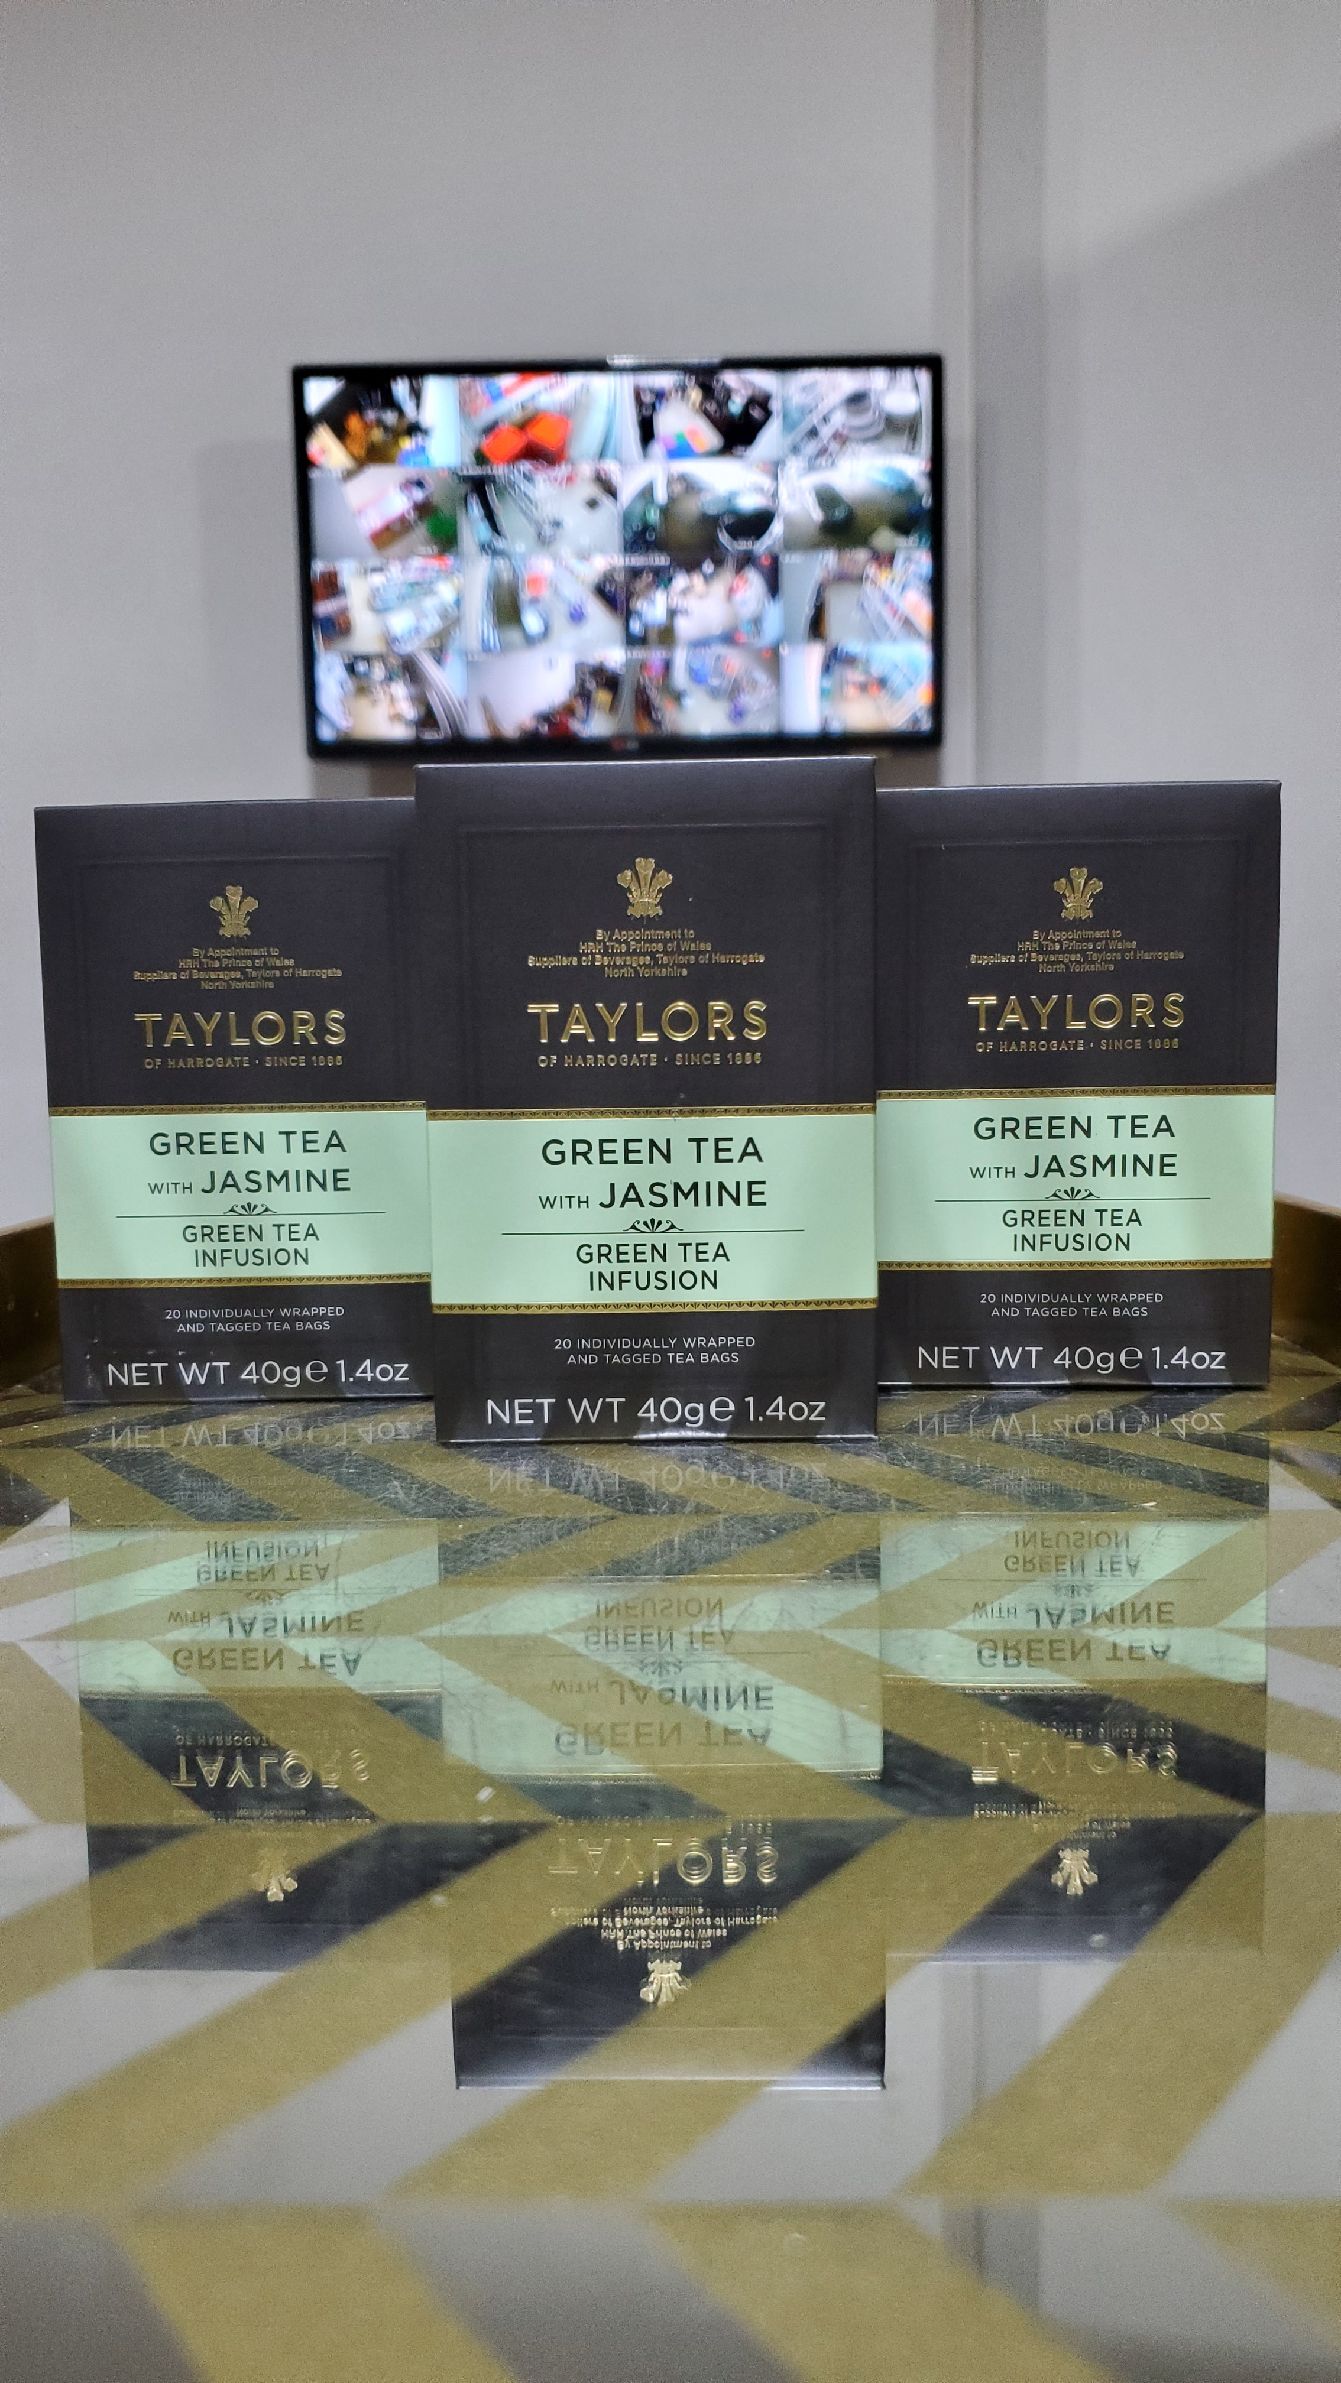 By Appointment to
HRH The Prince of Wales
Suppliers of Beverages, Taylors of Harrogate
North Yorkshire
TAYLORS
OF HARROGATE · SINCE 1886
GREEN TEA
WITH JASMINE
GREEN TEA
INFUSION
20 INDIVIDUALLY WRAPPED
AND TAGGED TEA BAGS
NET WT 40g℮ 1.4oz
By Appointment to
HRH The Prince of Wales
Suppliers of Beverages, Taylors of Harrogate
North Yorkshire
TAYLORS
OF HARROGATE · SINCE 1886
GREEN TEA
WITH JASMINE
GREEN TEA
INFUSION
20 INDIVIDUALLY WRAPPED
AND TAGGED TEA BAGS
NET WT 40g℮ 1.4oz
By Appointment to
HRH The Prince of Wales
Suppliers of Beverages, Taylors of Harrogate
North Yorkshire
TAYLORS
OF HARROGATE · SINCE 1886
GREEN TEA
WITH JASMINE
GREEN TEA
INFUSION
20 INDIVIDUALLY WRAPPED
AND TAGGED TEA BAGS
NET WT 40g℮ 1.4oz